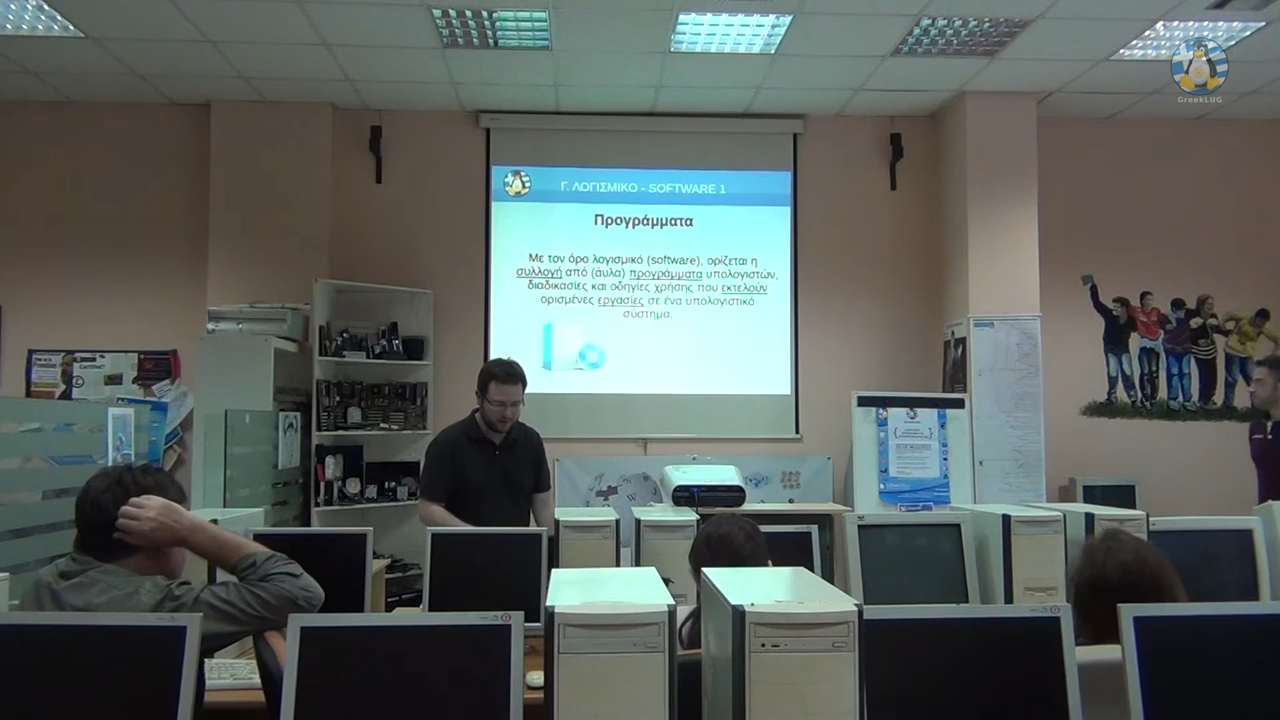 GreekLUG
Γ. ΛΟΓΙΣΜΙΚΟ - SOFTWARE 1
Προγράμματα
Με τον όρο λογισμικό (software), ορίζεται η
συλλογή από (άυλα) προγράμματα υπολογιστών,
διαδικασίες και οδηγίες χρήσης που εκτελούν
ορισμένες εργασίες σε ένα υπολογιστικό
σύστημα.